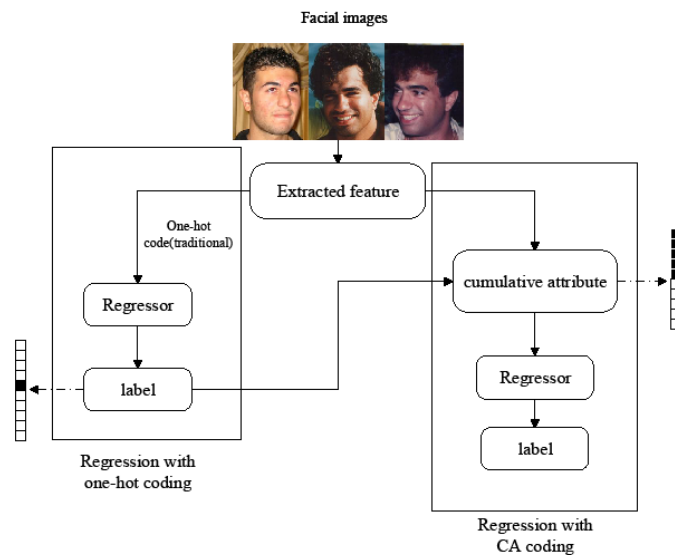 Facial images
Extracted feature
One-hot
code(traditional)
Regressor
label
Regression with
one-hot coding
cumulative attribute
Regressor
label
Regression with
CA coding